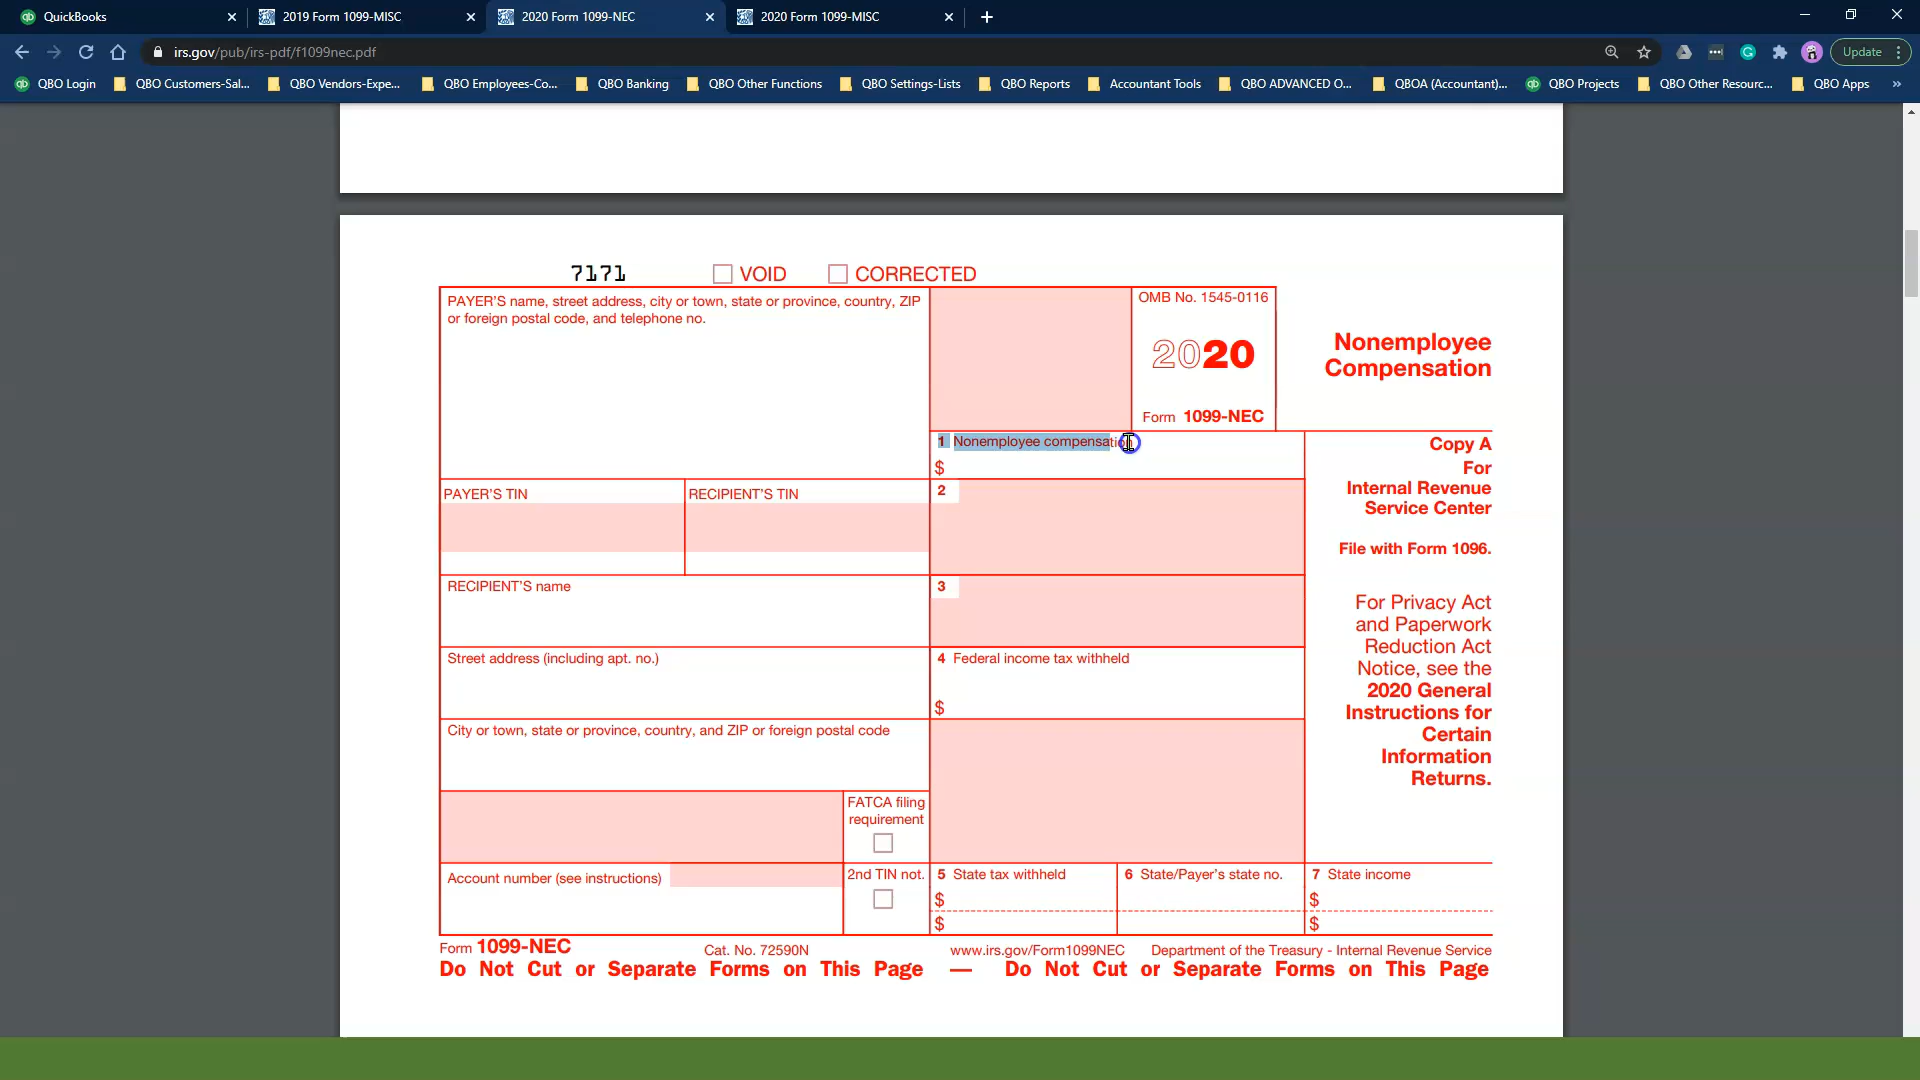 QuickBooks
2019 Form 1099-MISC
2020 Form 1099-NEC
2020 Form 1099-MISC
irs.gov/pub/irs-pdf/f1099nec.pdf
Update
QBO Login
QBO Customers-Sal...
QBO Vendors-Expe...
QBO Employees-Co...
QBO Banking
QBO Other Functions
QBO Settings-Lists
QBO Reports
Accountant Tools
QBO ADVANCED O...
QBOA (Accountant)...
QBO Projects
QBO Other Resourc...
QBO Apps
7171
VOID
CORRECTED
PAYER'S name, street address, city or town, state or province, country, ZIP
or foreign postal code, and telephone no.
OMB No. 1545-0116
2020
Form 1099-NEC
Nonemployee
Compensation
1 Nonemployee compensation
$
Copy A
For
Internal Revenue
Service Center
File with Form 1096.
PAYER'S TIN
RECIPIENT'S TIN
2
RECIPIENT'S name
3
For Privacy Act
and Paperwork
Reduction Act
Notice, see the
2020 General
Instructions for
Certain
Information
Returns.
Street address (including apt. no.)
4 Federal income tax withheld
$
City or town, state or province, country, and ZIP or foreign postal code
FATCA filing
requirement
Account number (see instructions)
2nd TIN not.
5 State tax withheld
$
$
6 State/Payer's state no.
7 State income
$
$
Form 1099-NEC
Cat. No. 72590N
www.irs.gov/Form1099NEC
Department of the Treasury - Internal Revenue Service
Do Not Cut or Separate Forms on This Page — Do Not Cut or Separate Forms on This Page